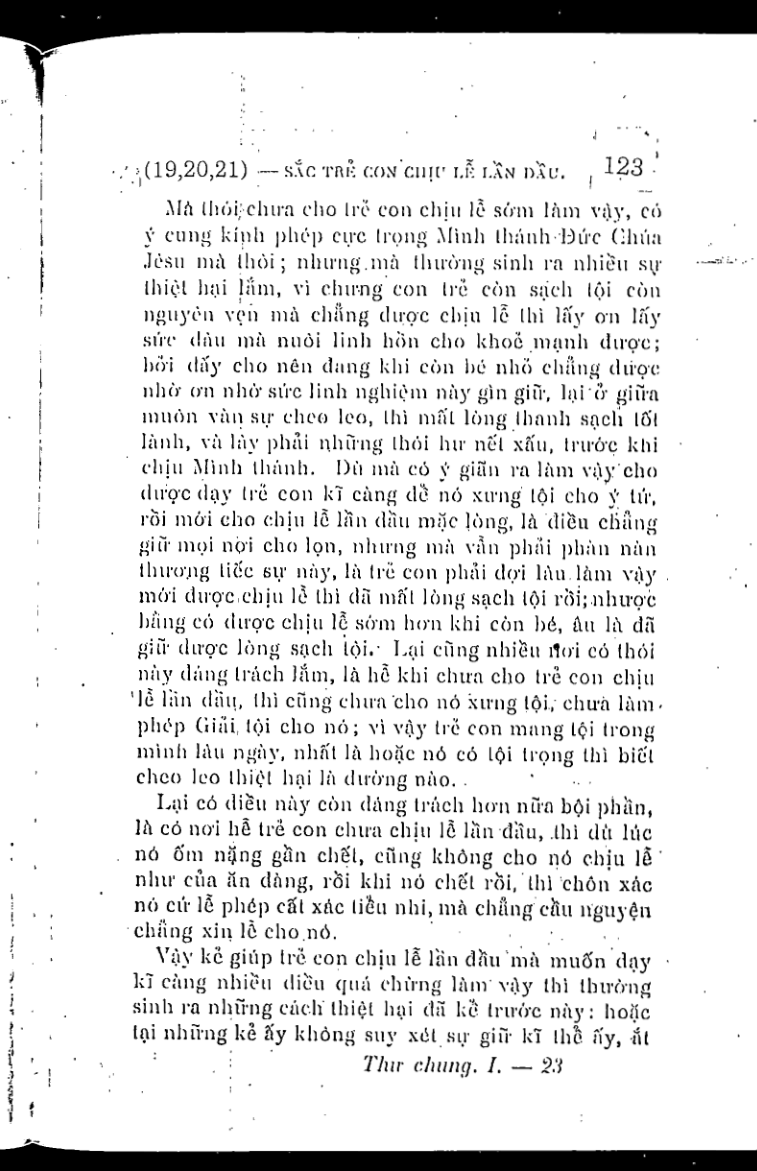 (19,20,21) — SẮC TRẺ CON CHỊU LỄ LẦN ĐẦU. 123
Mà thói chưa cho trẻ con chịu lễ sớm làm vậy, có
ý cung kính phép cực trọng Mình thánh Đức Chúa
Jêsu mà thôi; nhưng mà thường sinh ra nhiều sự
thiệt hại lắm, vì chưng con trẻ còn sạch tội còn
nguyên vẹn mà chẳng được chịu lễ thì lấy ơn lấy
sức đâu mà nuôi linh hồn cho khoẻ mạnh được;
bởi đấy cho nên đang khi còn bé nhỏ chẳng được
nhờ ơn nhờ sức linh nghiệm này gìn giữ, lại ở giữa
muôn vàn sự cheo leo, thì mất lòng thanh sạch tốt
lành, và lây phải những thói hư nết xấu, trước khi
chịu Mình thánh. Dù mà có ý giãn ra làm vậy cho
được dạy trẻ con kĩ càng để nó xưng tội cho ý tứ,
rồi mới cho chịu lễ lần đầu mặc lòng, là điều chẳng
giữ mọi nơi cho lọn, nhưng mà vẫn phải phàn nàn
thương tiếc sự này, là trẻ con phải đợi lâu làm vậy
mới được chịu lễ thì đã mất lòng sạch tội rồi; nhược
bằng có được chịu lễ sớm hơn khi còn bé, âu là đã
giữ được lòng sạch tội. Lại cũng nhiều nơi có thói
này đáng trách lắm, là hễ khi chưa cho trẻ con chịu
lễ lần đầu, thì cũng chưa cho nó xưng tội, chưa làm
phép Giải tội cho nó; vì vậy trẻ con mang tội trong
mình lâu ngày, nhất là hoặc nó có tội trọng thì biết
cheo leo thiệt hại là dường nào.
Lại có điều này còn đáng trách hơn nữa bội phần,
là có nơi hễ trẻ con chưa chịu lễ lần đầu, thì dù lúc
nó ốm nặng gần chết, cũng không cho nó chịu lễ
như của ăn đàng, rồi khi nó chết rồi, thì chôn xác
nó cứ lễ phép cất xác tiểu nhi, mà chẳng cầu nguyện
chẳng xin lễ cho nó.
Vậy kẻ giúp trẻ con chịu lễ lần đầu mà muốn dạy
kĩ càng nhiều điều quá chừng làm vậy thì thường
sinh ra những cách thiệt hại đã kể trước này: hoặc
tại những kẻ ấy không suy xét sự giữ kĩ thể ấy, ắt
Thư chung. I. — 23